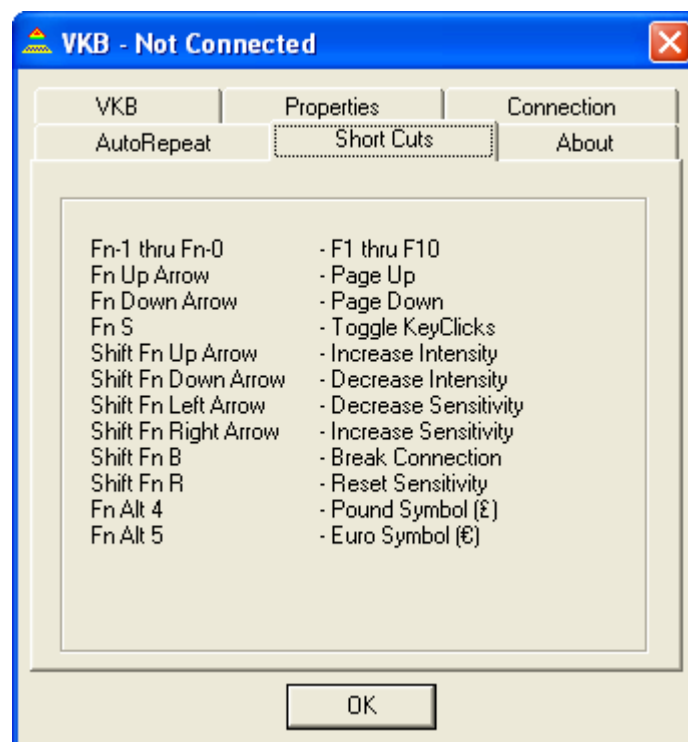 VKB - Not Connected
VKB Properties Connection
AutoRepeat Short Cuts About
Fn-1 thru Fn-0 - F1 thru F10
Fn Up Arrow - Page Up
Fn Down Arrow - Page Down
Fn S - Toggle KeyClicks
Shift Fn Up Arrow - Increase Intensity
Shift Fn Down Arrow - Decrease Intensity
Shift Fn Left Arrow - Decrease Sensitivity
Shift Fn Right Arrow - Increase Sensitivity
Shift Fn B - Break Connection
Shift Fn R - Reset Sensitivity
Fn Alt 4 - Pound Symbol (£)
Fn Alt 5 - Euro Symbol (€)
OK